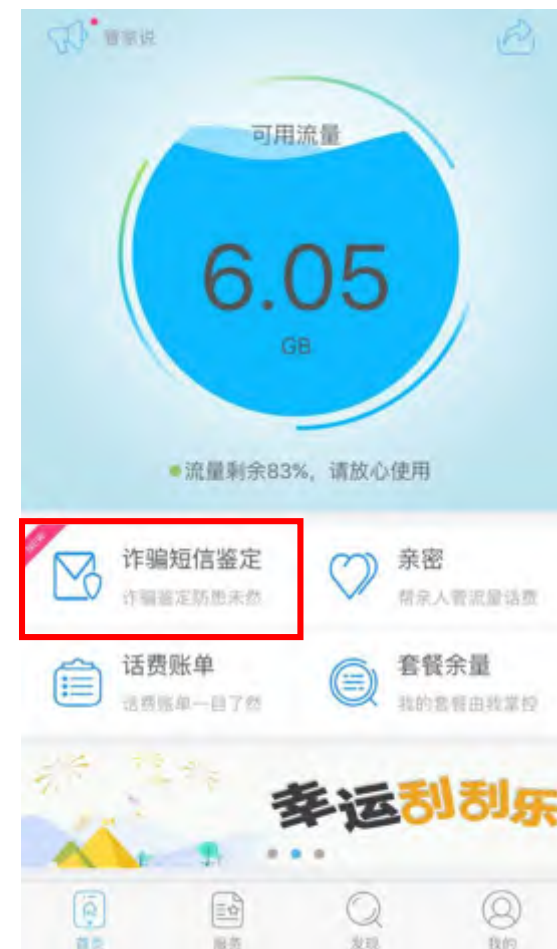 管家说
可用流量
6.05
GB
流量剩余83%，请放心使用
NEW
诈骗短信鉴定
诈骗鉴定防患未然
亲密
帮亲人管流量话费
话费账单
话费账单一目了然
套餐余量
我的套餐由我掌控
幸运刮刮乐
首页
服务
发现
我的